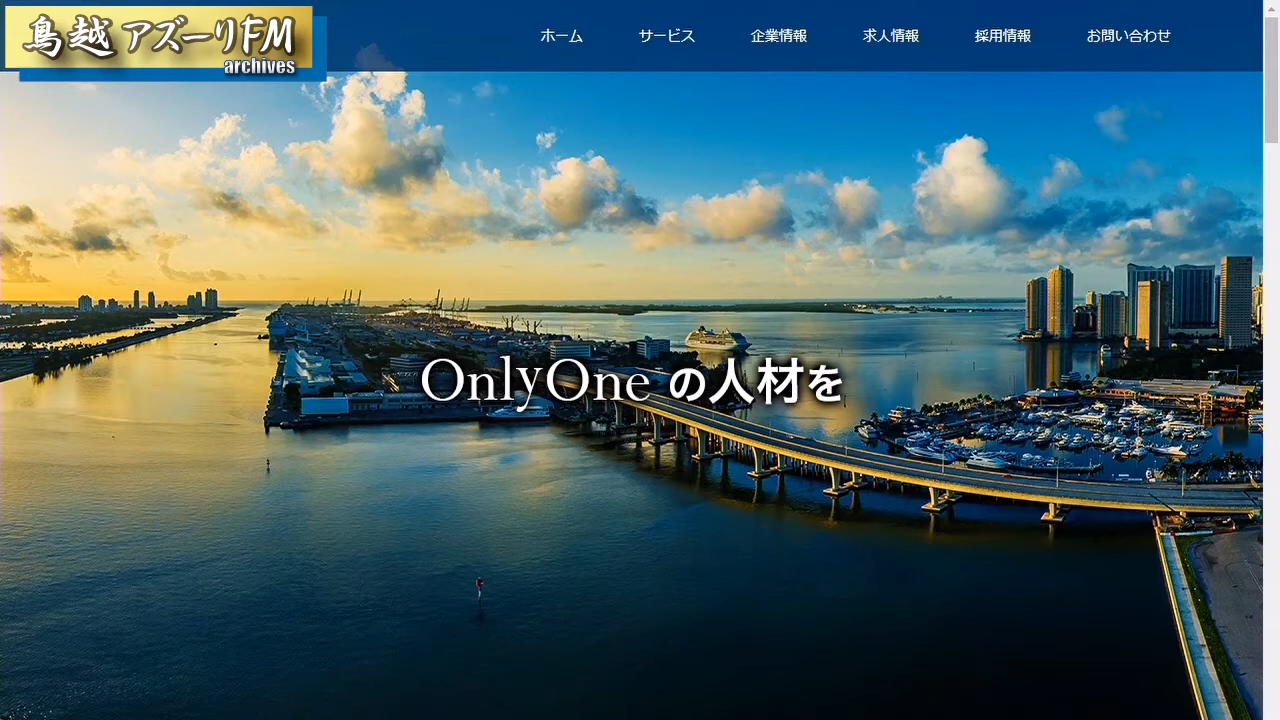 鳥越アズーリFM
archives
ホーム
サービス
企業情報
求人情報
採用情報
お問い合わせ
OnlyOne の人材を